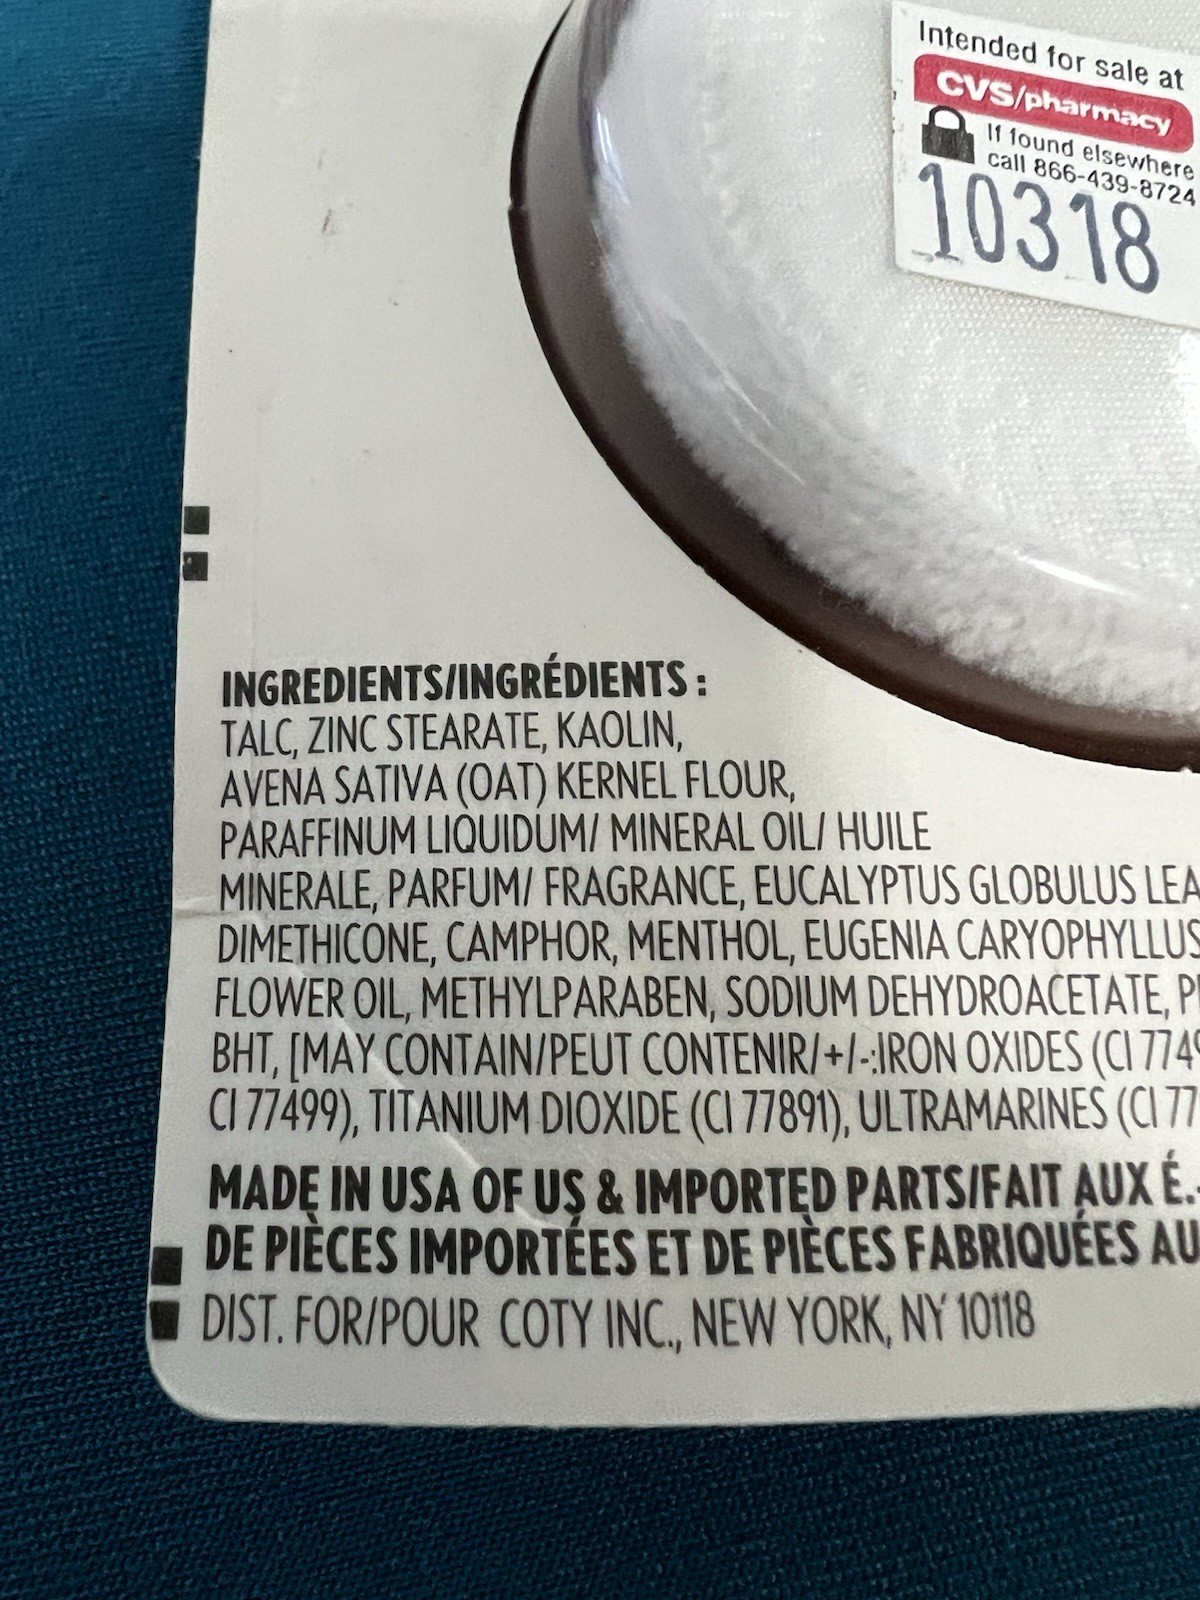 Intended for sale at
CVS/pharmacy
If found elsewhere
call 866-439-8724
10318
INGREDIENTS/INGRÉDIENTS :
TALC, ZINC STEARATE, KAOLIN,
AVENA SATIVA (OAT) KERNEL FLOUR,
PARAFFINUM LIQUIDUM/ MINERAL OIL/ HUILE
MINERALE, PARFUM/ FRAGRANCE, EUCALYPTUS GLOBULUS
DIMETHICONE, CAMPHOR, MENTHOL, EUGENIA CARYOPHYLLUS
FLOWER OIL, METHYLPARABEN, SODIUM DEHYDROACETATE,
BHT, [MAY CONTAIN/PEUT CONTENIR/+/-:IRON OXIDES (CI
CI 77499), TITANIUM DIOXIDE (CI 77891), ULTRAMARINES (CI
MADE IN USA OF US & IMPORTED PARTS/FAIT AUX É.-
DE PIÈCES IMPORTÉES ET DE PIÈCES FABRIQUÉES AU
DIST. FOR/POUR COTY INC., NEW YORK, NY 10118